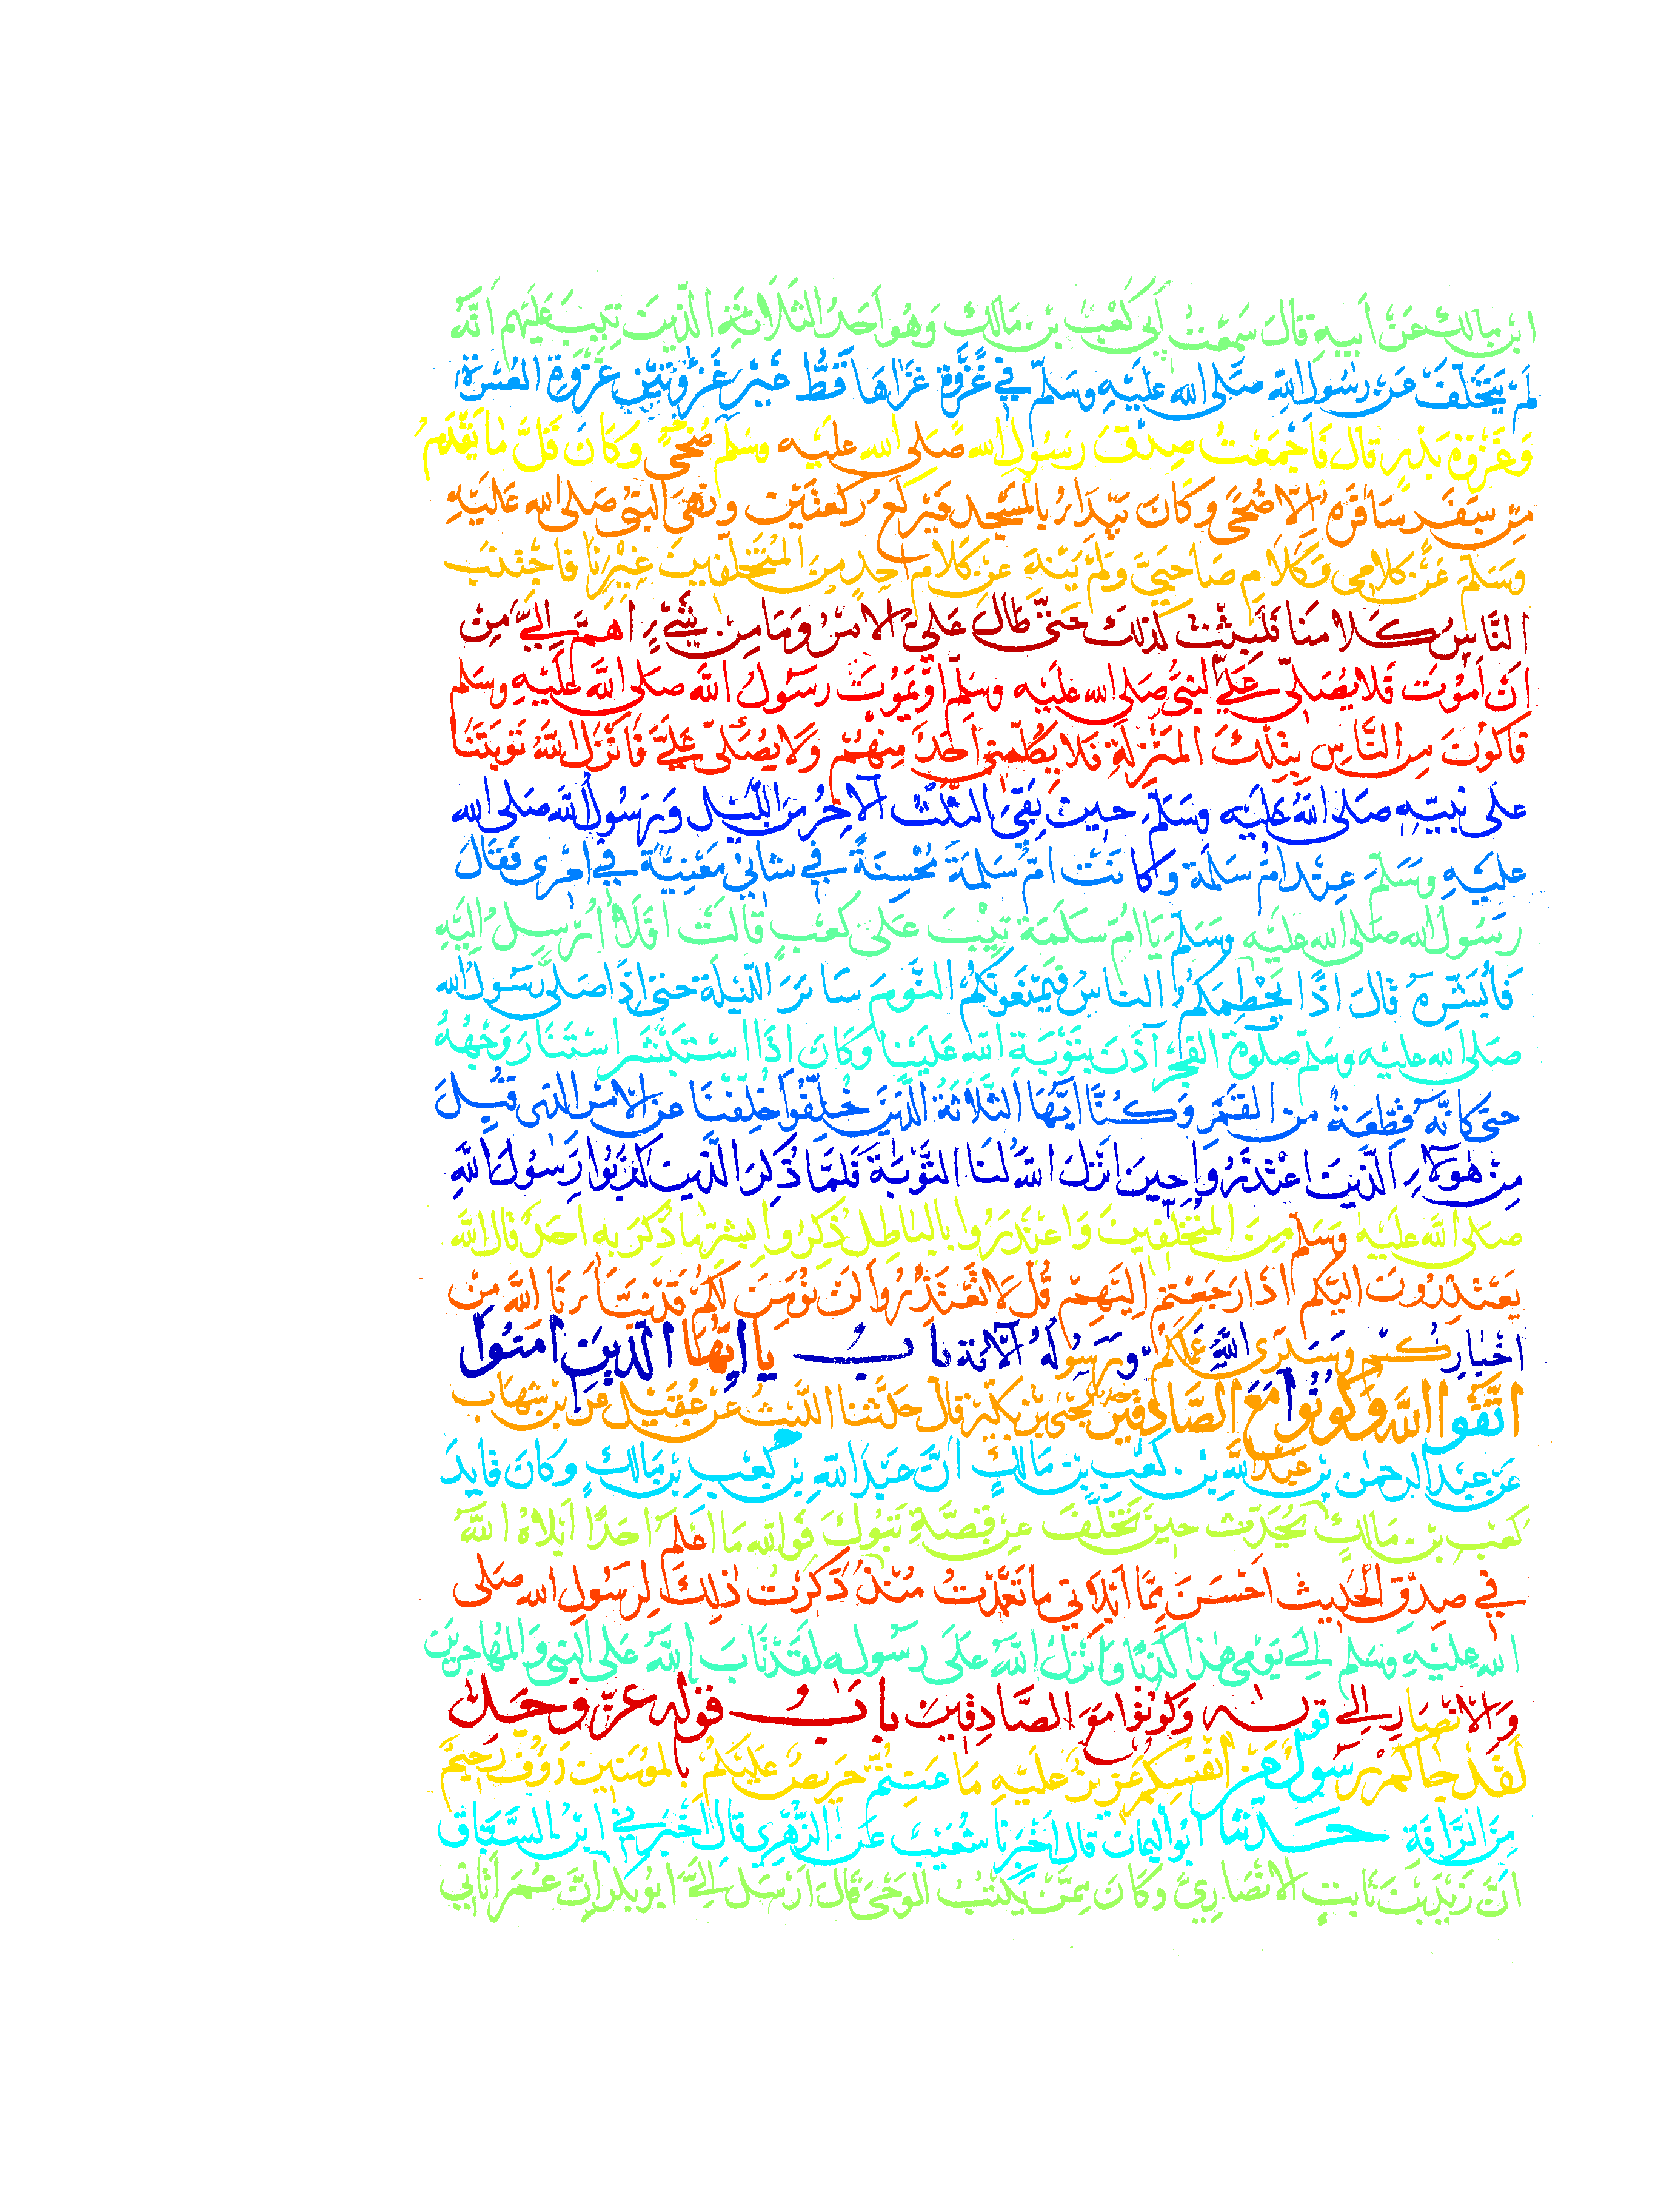 ابن مالك عن أبيه قال سمعت أبي كعب بن مالك وهو أحد الثلاثة الذين تيب عليهم أنه
لم يتخلف عن رسول الله صلى الله عليه وسلم في غزوة غزاها قط غير غزوتين غزوة العسرة
وغزوة بدر قال فأجمعت صدق رسول الله صلى الله عليه وسلم ضحى وكان قل ما يقدم
من سفر سافره إلا ضحى وكان يبدأ بالمسجد فيركع ركعتين ونهى النبي صلى الله عليه
وسلم عن كلامي وكلام صاحبي ولم ينه عن كلام أحد من المتخلفين غيرنا فاجتنب
الناس كلامنا فلبثت كذلك حتى طال علي الأمر وما من شيء أهم إلي من
أن أموت فلا يصلي علي النبي صلى الله عليه وسلم أو يموت رسول الله صلى الله عليه وسلم
فأكون من الناس بتلك المنزلة فلا يكلمني أحد منهم ولا يصلى علي فأنزل الله توبتنا
على نبيه صلى الله عليه وسلم حين بقي الثلث الآخر من الليل ورسول الله صلى الله
عليه وسلم عند أم سلمة وكانت أم سلمة محسنة في شأني معنية في أمري فقال
رسول الله صلى الله عليه وسلم يا أم سلمة تيب على كعب قالت أفلا أرسل إليه
فأبشره قال إذا يحطمكم الناس فيمنعونكم النوم سائر الليلة حتى إذا صلى رسول الله
صلى الله عليه وسلم صلوة الفجر آذن بتوبة الله علينا وكان إذا استبشر استنار وجهه
حتى كأنه قطعة من القمر وكنا أيها الثلاثة الذين خلفوا خلفنا عن الأمر الذي قبل
من هؤلاء الذين اعتذروا حين أنزل الله لنا التوبة فلما ذكر الذين كذبوا رسول الله
صلى الله عليه وسلم من المتخلفين واعتذروا بالباطل ذكروا بشر ما ذكر به أحد قال الله
يعتذرون إليكم إذا رجعتم إليهم قل لا تعتذروا لن نؤمن لكم قد نبأنا الله من
أخباركم وسيرى الله عملكم ورسوله الآية باب يا أيها الذين آمنوا
اتقوا الله وكونوا مع الصادقين يحيى بن بكير قال حدثنا الليث عن عقيل عن ابن شهاب
عن عبد الرحمن بن عبد الله بن كعب بن مالك أن عبد الله بن كعب بن مالك وكان قايد
كعب بن مالك يحدث حين تخلف عن قصة تبوك فوالله ما أعلم أحدا أبلاه الله
في صدق الحديث أحسن مما أبلاني ما تعمدت منذ ذكرت ذلك لرسول الله صلى
الله عليه وسلم إلى يومي هذا كذبا وأنزل الله على رسوله لقد تاب الله على النبي والمهاجرين
والأنصار إلى قوله وكونوا مع الصادقين باب قوله عز وجل
لقد جاءكم رسول من أنفسكم عزيز عليه ما عنتم حريص عليكم بالمؤمنين رؤف رحيم
من الرأفة حدثنا أبو اليمان قال أخبرنا شعيب عن الزهري قال أخبرني ابن السباق
أن زيد بن ثابت الأنصاري وكان ممن يكتب الوحي قال أرسل إلي أبو بكر أن عمر أتاني